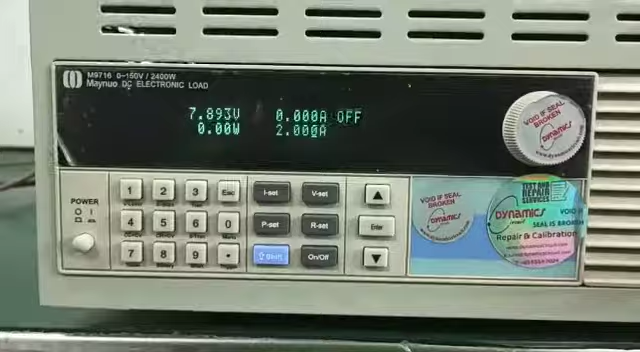 M9716 0~150V / 2400W
Maynuo DC ELECTRONIC LOAD
7.893V 0.000A OFF
0.00W 2.000A
VOID IF SEAL
BROKEN
DYNAMICS
POWER
1 2 3 Esc I-set V-set
4 5 6 0 P-set R-set Enter
7 8 9 • Shift On/Off
VOID IF SEAL
BROKEN
DYNAMICS
TEST AND REPAIR
SERVICES
DYNAMICS
VOID IF
SEAL IS BROKEN
Repair & Calibration